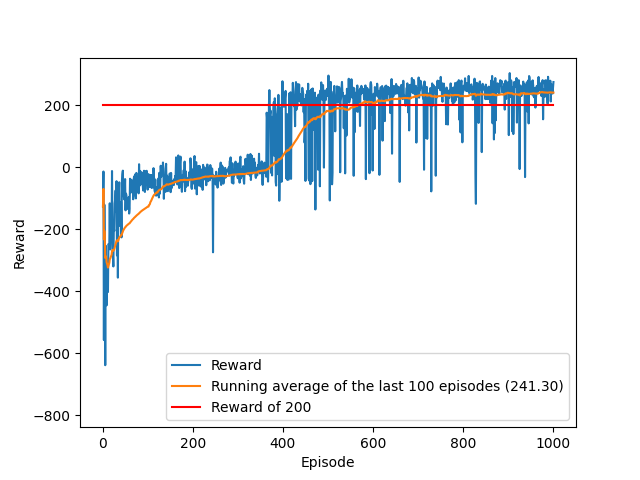 200
0
−200
−400
−600
−800
Reward
Reward
Running average of the last 100 episodes (241.30)
Reward of 200
0
200
400
600
800
1000
Episode